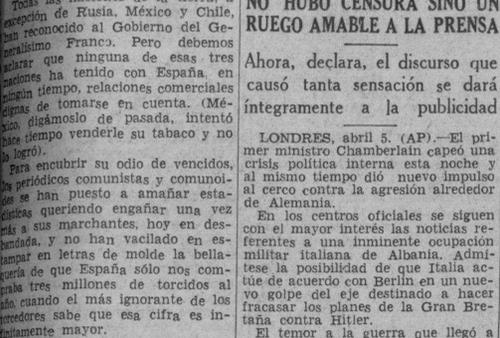 Todas las
excepción de Rusia, México y Chile,
han reconocido al Gobierno del Ge-
neralísimo Franco. Pero debemos
aclarar que ninguna de esas tres
naciones ha tenido con España, en
ningún tiempo, relaciones comerciales
dignas de tomarse en cuenta. (Mé-
xico, digámoslo de pasada, intentó
hace tiempo venderle su tabaco y no
lo logró).
Para encubrir su odio de vencidos,
los periódicos comunistas y comunoi-
des se han puesto a amañar esta-
dísticas queriendo engañar una vez
más a sus marchantes, hoy en des-
bandada, y no han vacilado en es-
tampar en letras de molde la bella-
quería de que España sólo nos com-
praba tres millones de torcidos al
año, cuando el más ignorante de los
torcedores sabe que esa cifra es in-
finitamente mayor.
NO HUBO CENSURA SINO UN
RUEGO AMABLE A LA PRENSA
Ahora, declara, el discurso que
causó tanta sensación se dará
íntegramente a la publicidad
LONDRES, abril 5. (AP).—El pri-
mer ministro Chamberlain capeó una
crisis política interna esta noche y
al mismo tiempo dió nuevo impulso
al cerco contra la agresión alrededor
de Alemania.
En los centros oficiales se siguen
con el mayor interés las noticias re-
ferentes a una inminente ocupación
militar italiana de Albania. Admí-
tese la posibilidad de que Italia ac-
túe de acuerdo con Berlin en un nue-
vo golpe del eje destinado a hacer
fracasar los planes de la Gran Bre-
taña contra Hitler.
El temor a la guerra que llegó a